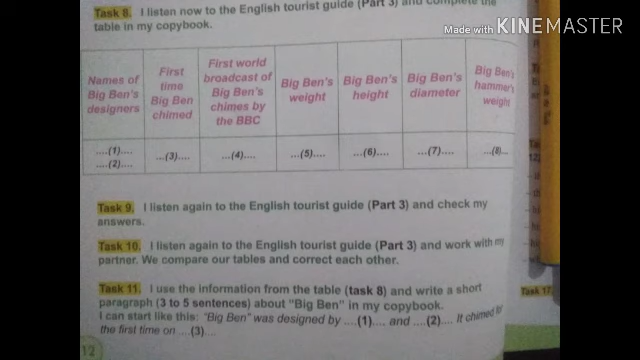 Task 8. I listen now to the English tourist guide (Part 3) and complete the
table in my copybook.
Made with KINEMASTER
Names of
Big Ben's
designers
First
time
Big Ben
chimed
First world
broadcast of
Big Ben's
chimes by
the BBC
Big Ben's
weight
Big Ben's
height
Big Ben's
diameter
Big Ben's
hammer's
weight
....(1)....
....(2)....
...(3)....
...(4)....
...(5)....
...(6)....
...(7)....
...(8)...
Task 9. I listen again to the English tourist guide (Part 3) and check my
answers.
Task 10. I listen again to the English tourist guide (Part 3) and work with my
partner. We compare our tables and correct each other.
Task 11. I use the information from the table (task 8) and write a short
paragraph (3 to 5 sentences) about "Big Ben" in my copybook.
I can start like this: "Big Ben" was designed by ....(1).... and ....(2).... It chimed for
the first time on ....(3)....
Task 17.
12